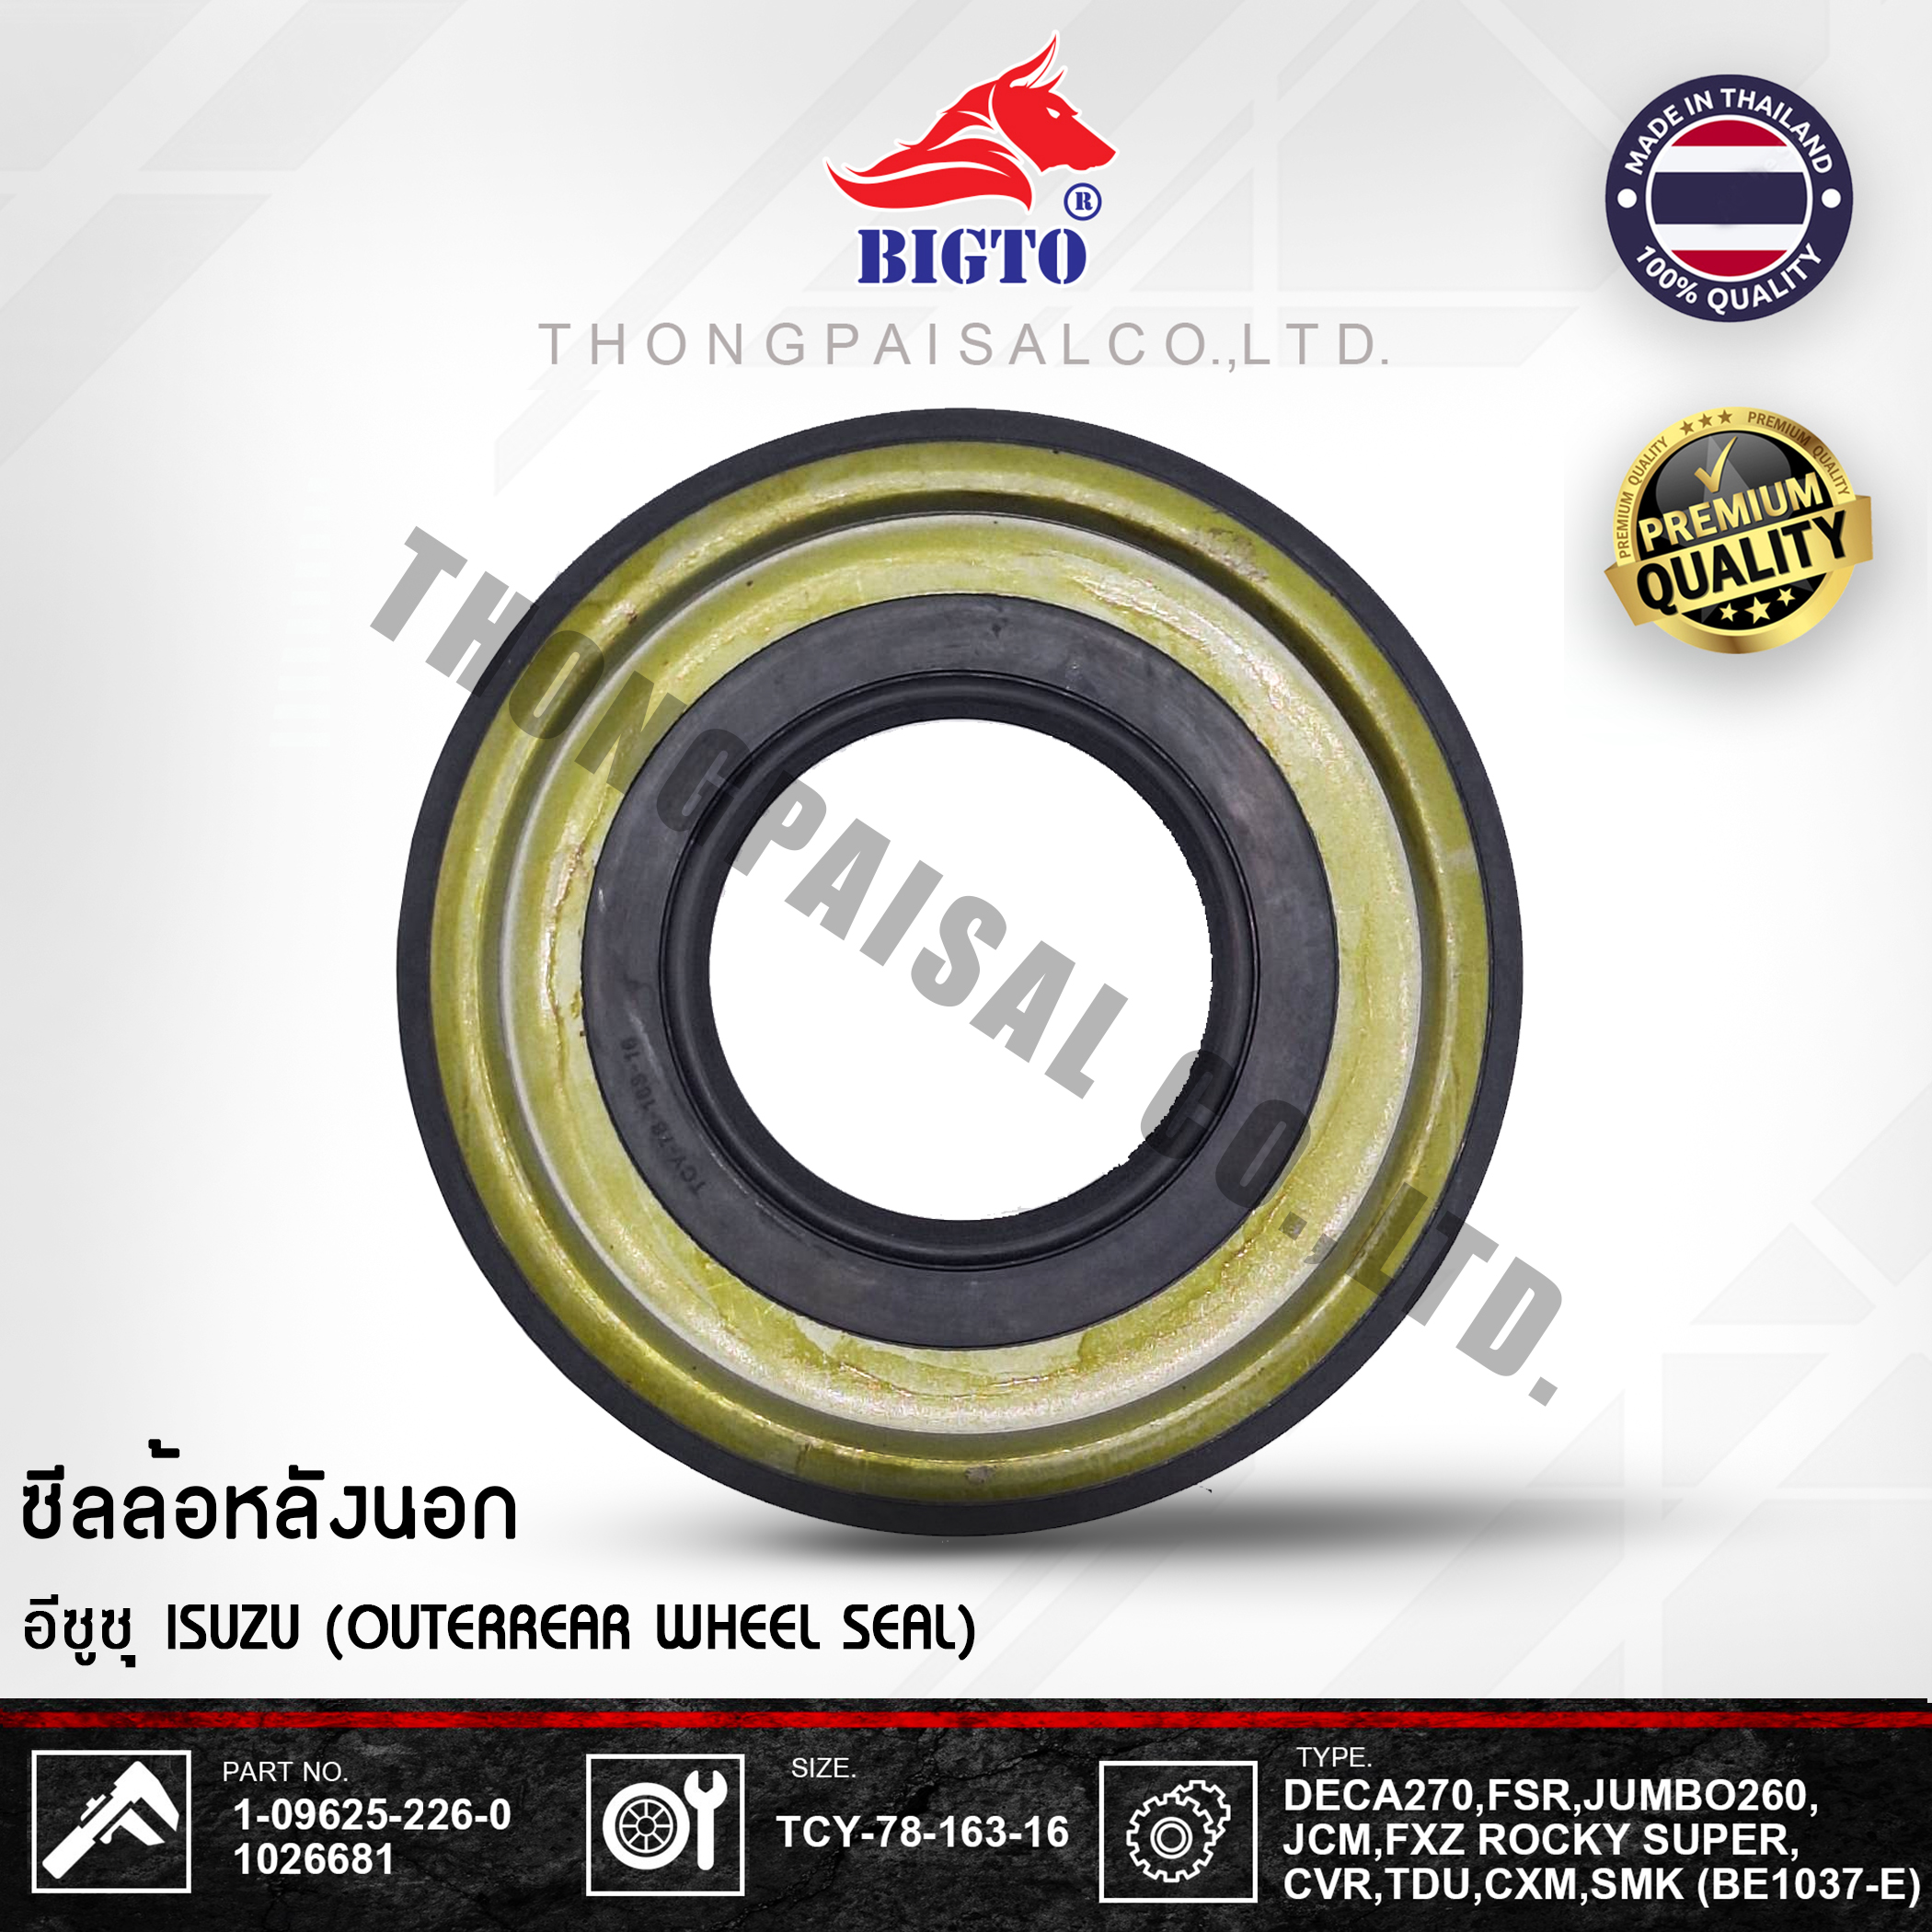 BIGTO ®
THONGPAISALCO.,LTD.
MADE IN THAILAND
100% QUALITY
PREMIUM QUALITY ★★★ PREMIUM QUALITY
PREMIUM
QUALITY
THONGPAISAL CO.,LTD.
TCY-78-163-16
ซีลล้อหลังนอก
อีซูซุ ISUZU (OUTERREAR WHEEL SEAL)
PART NO.
1-09625-226-0
1026681
SIZE.
TCY-78-163-16
TYPE.
DECA270,FSR,JUMBO260,
JCM,FXZ ROCKY SUPER,
CVR,TDU,CXM,SMK (BE1037-E)